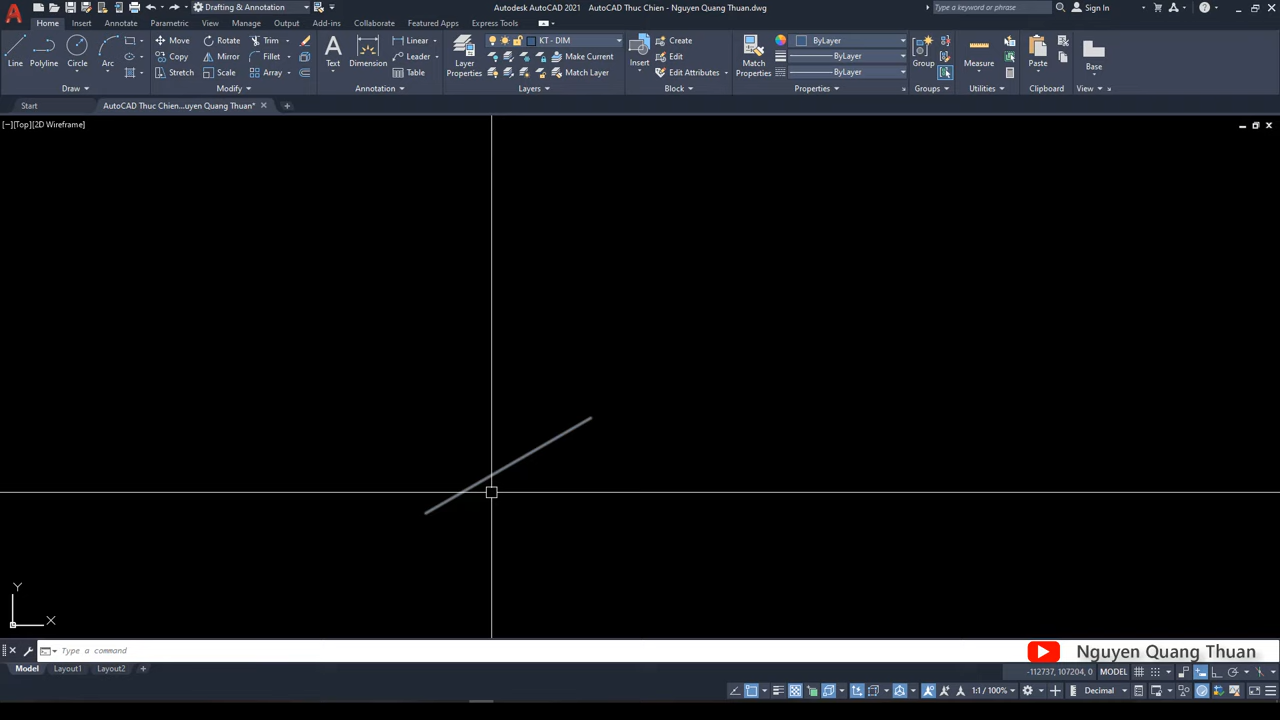 Autodesk AutoCAD 2021 AutoCAD Thuc Chien - Nguyen Quang Thuan.dwg
Drafting & Annotation
Type a keyword or phrase
Sign In
Home Insert Annotate Parametric View Manage Output Add-ins Collaborate Featured Apps Express Tools
Line Polyline Circle Arc
Move Rotate Trim
Copy Mirror Fillet
Stretch Scale Array
Text Dimension
Linear
Leader
Table
Layer Properties
KT - DIM
Make Current
Match Layer
Insert
Create
Edit
Edit Attributes
Match Properties
ByLayer
ByLayer
ByLayer
Group
Measure
Paste
Base
Draw Modify Annotation Layers Block Properties Groups Utilities Clipboard View
Start AutoCAD Thuc Chien...uyen Quang Thuan*
[−][Top][2D Wireframe]
Y
X
Type a command
Nguyen Quang Thuan
Model Layout1 Layout2
-112737, 107204, 0 MODEL
1:1 / 100% Decimal